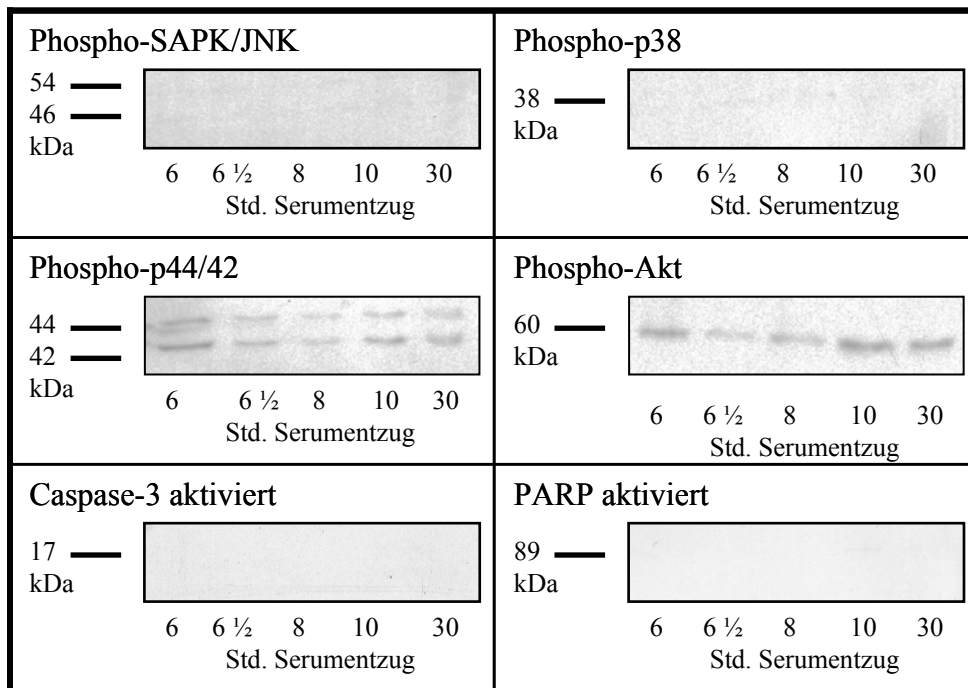 Phospho-SAPK/JNK
54
46
kDa
6 6 ½ 8 10 30
Std. Serumentzug
Phospho-p38
38
kDa
6 6 ½ 8 10 30
Std. Serumentzug
Phospho-p44/42
44
42
kDa
6 6 ½ 8 10 30
Std. Serumentzug
Phospho-Akt
60
kDa
6 6 ½ 8 10 30
Std. Serumentzug
Caspase-3 aktiviert
17
kDa
6 6 ½ 8 10 30
Std. Serumentzug
PARP aktiviert
89
kDa
6 6 ½ 8 10 30
Std. Serumentzug